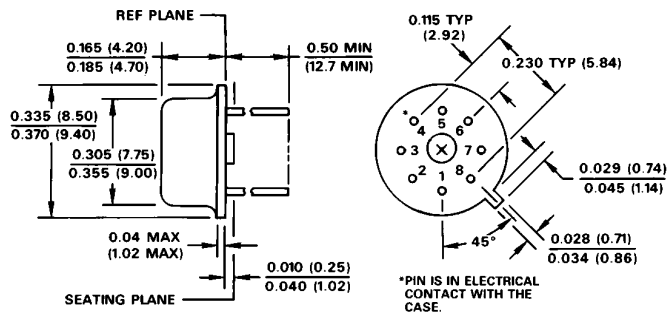 REF PLANE
0.165 (4.20)
0.185 (4.70)
0.50 MIN
(12.7 MIN)
0.335 (8.50)
0.370 (9.40)
0.305 (7.75)
0.355 (9.00)
0.04 MAX
(1.02 MAX)
0.010 (0.25)
0.040 (1.02)
SEATING PLANE
0.115 TYP
(2.92)
0.230 TYP (5.84)
*
5
4
6
3
7
2
8
1
0.029 (0.74)
0.045 (1.14)
45°
0.028 (0.71)
0.034 (0.86)
*PIN IS IN ELECTRICAL
CONTACT WITH THE
CASE.